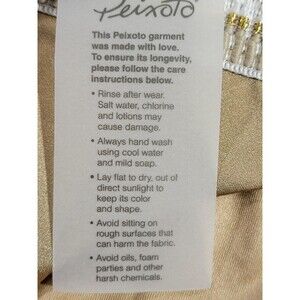 Peixoto
This Peixoto garment
was made with love.
To ensure its longevity,
please follow the care
instructions below.
• Rinse after wear.
Salt water, chlorine
and lotions may
cause damage.
• Always hand wash
using cool water
and mild soap.
• Lay flat to dry, out of
direct sunlight to
keep its color
and shape.
• Avoid sitting on
rough surfaces that
can harm the fabric.
• Avoid oils, foam
parties and other
harsh chemicals.